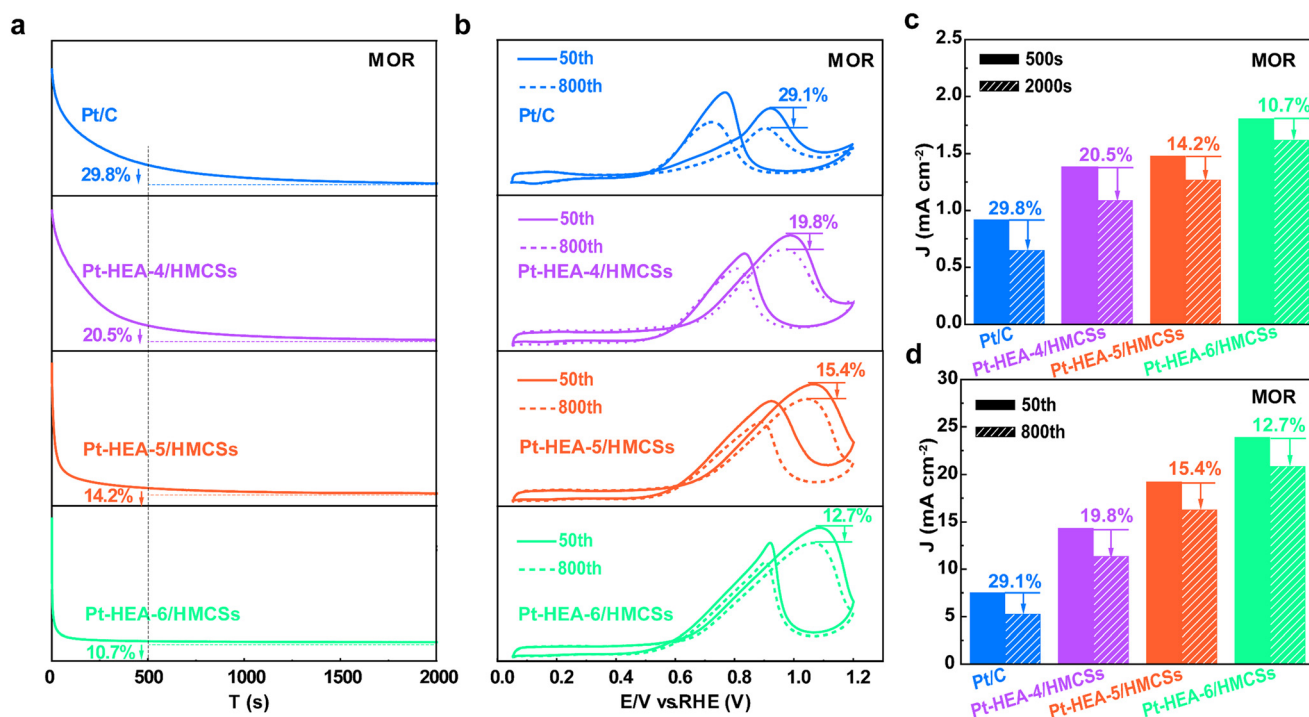 a
MOR
Pt/C
29.8%
Pt-HEA-4/HMCSs
20.5%
Pt-HEA-5/HMCSs
14.2%
Pt-HEA-6/HMCSs
10.7%
0 500 1000 1500 2000
T (s)
b
50th
MOR
800th
Pt/C
29.1%
50th
800th
Pt-HEA-4/HMCSs
19.8%
50th
800th
Pt-HEA-5/HMCSs
15.4%
50th
800th
Pt-HEA-6/HMCSs
12.7%
0.0 0.2 0.4 0.6 0.8 1.0 1.2
E/V vs.RHE (V)
c
500s
MOR
2000s
29.8%
20.5%
14.2%
10.7%
2.5
2.0
1.5
1.0
0.5
0.0
J (mA cm-2)
Pt/C
Pt-HEA-4/HMCSs
Pt-HEA-5/HMCSs
Pt-HEA-6/HMCSs
d
50th
MOR
800th
29.1%
19.8%
15.4%
12.7%
30
25
20
15
10
5
0
J (mA cm-2)
Pt/C
Pt-HEA-4/HMCSs
Pt-HEA-5/HMCSs
Pt-HEA-6/HMCSs